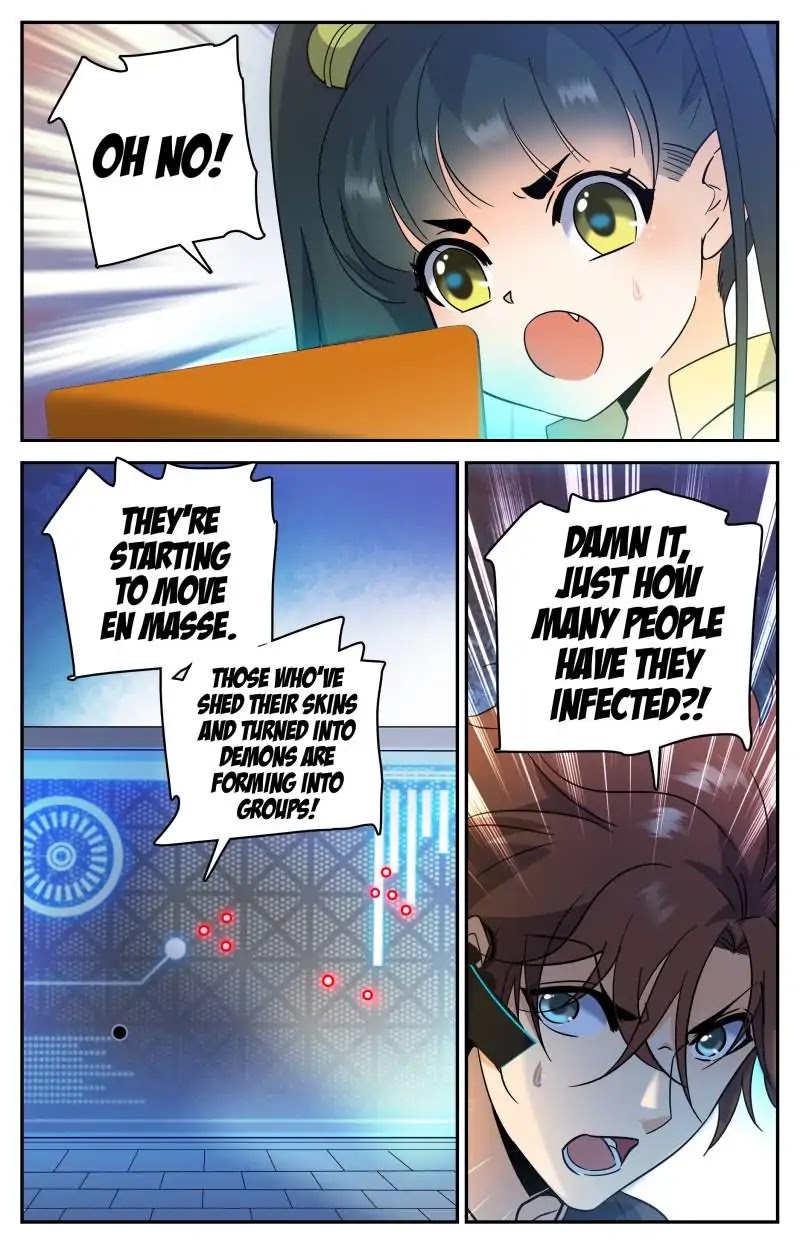 OH NO!
THEY'RE
STARTING
TO MOVE
EN MASSE.
THOSE WHO'VE
SHED THEIR SKINS
AND TURNED INTO
DEMONS ARE
FORMING INTO
GROUPS!
DAMN IT,
JUST HOW
MANY PEOPLE
HAVE THEY
INFECTED?!